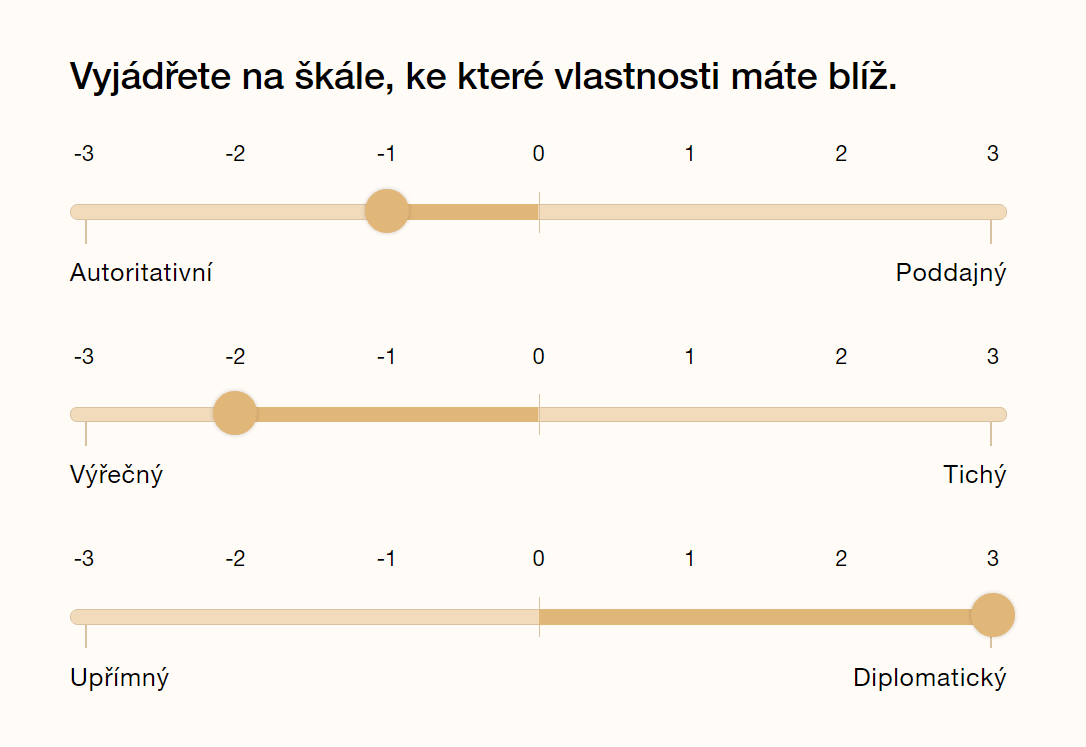 Vyjádřete na škále, ke které vlastnosti máte blíž.
-3 -2 -1 0 1 2 3
Autoritativní Poddajný
-3 -2 -1 0 1 2 3
Výřečný Tichý
-3 -2 -1 0 1 2 3
Upřímný Diplomatický